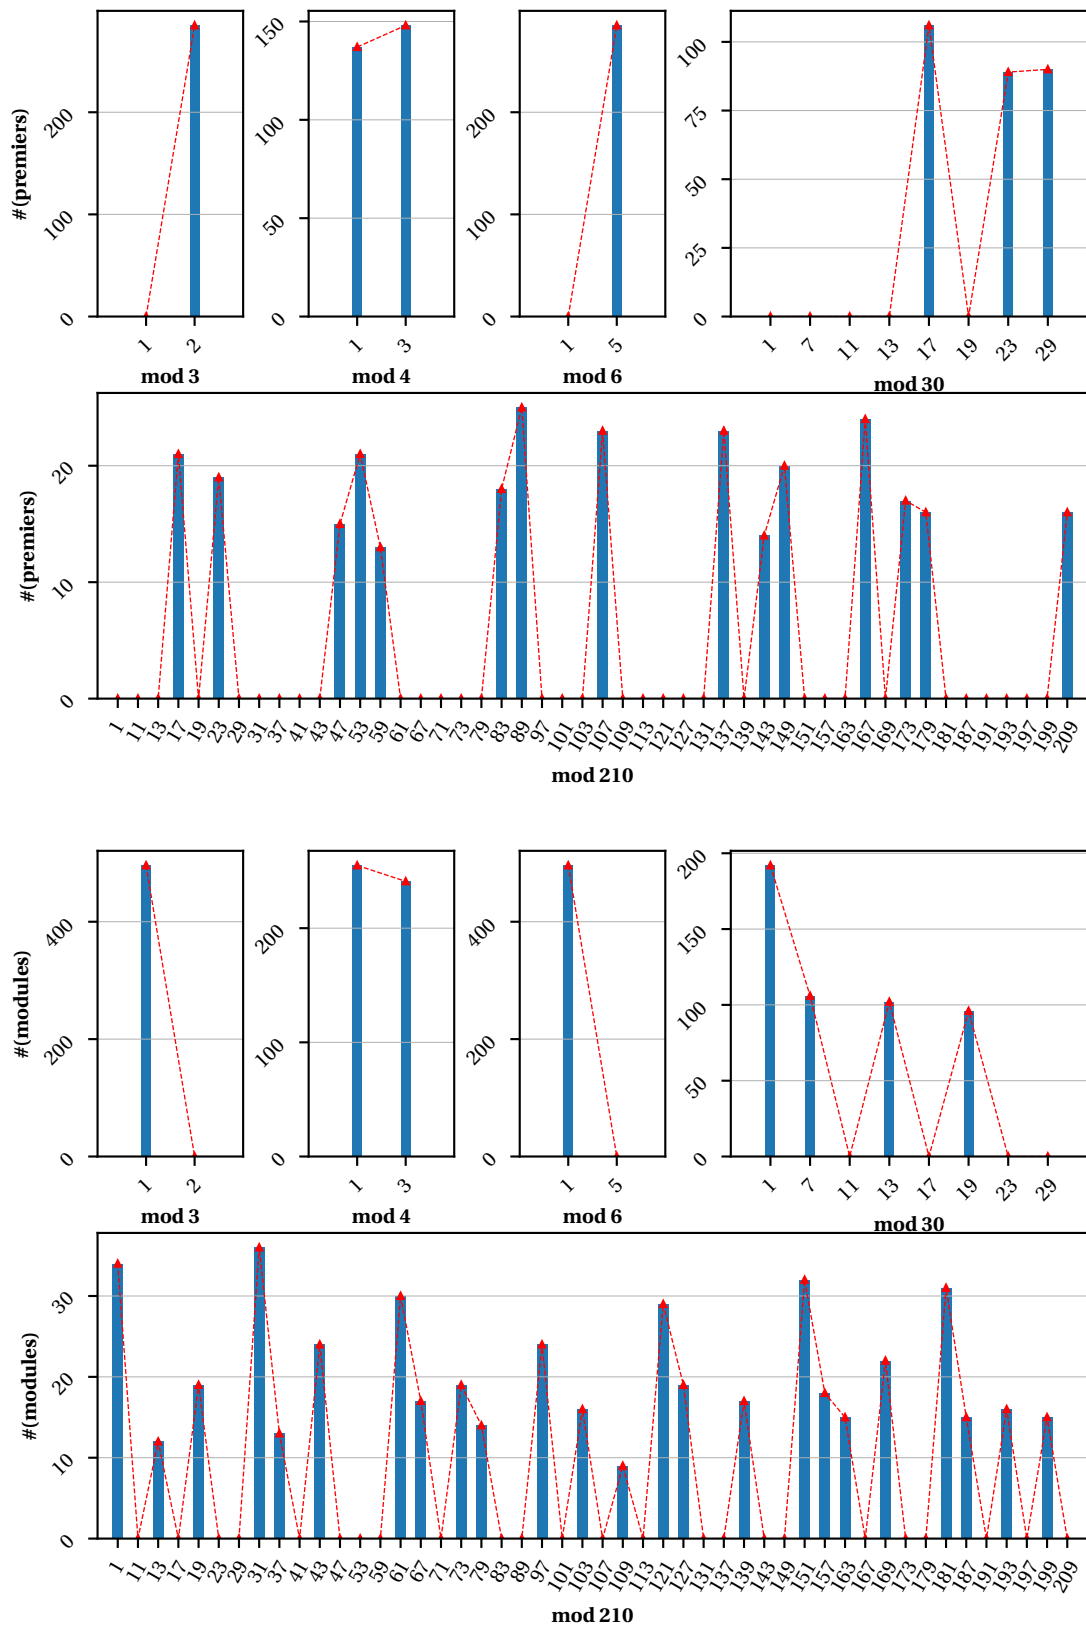 #(premiers)
0 100 200
1 2
mod 3
0 50 100 150
1 3
mod 4
0 100 200
1 5
mod 6
0 25 50 75 100
1 7 11 13 17 19 23 29
mod 30
#(premiers)
0 10 20
1 11 13 17 19 23 29 31 37 41 43 47 53 59 61 67 71 73 79 83 89 97 101 103 107 109 113 121 127 131 137 139 143 149 151 157 163 167 169 173 179 181 187 191 193 197 199 209
mod 210
#(modules)
0 200 400
1 2
mod 3
0 100 200
1 3
mod 4
0 200 400
1 5
mod 6
0 50 100 150 200
1 7 11 13 17 19 23 29
mod 30
#(modules)
0 10 20 30
1 11 13 17 19 23 29 31 37 41 43 47 53 59 61 67 71 73 79 83 89 97 101 103 107 109 113 121 127 131 137 139 143 149 151 157 163 167 169 173 179 181 187 191 193 197 199 209
mod 210